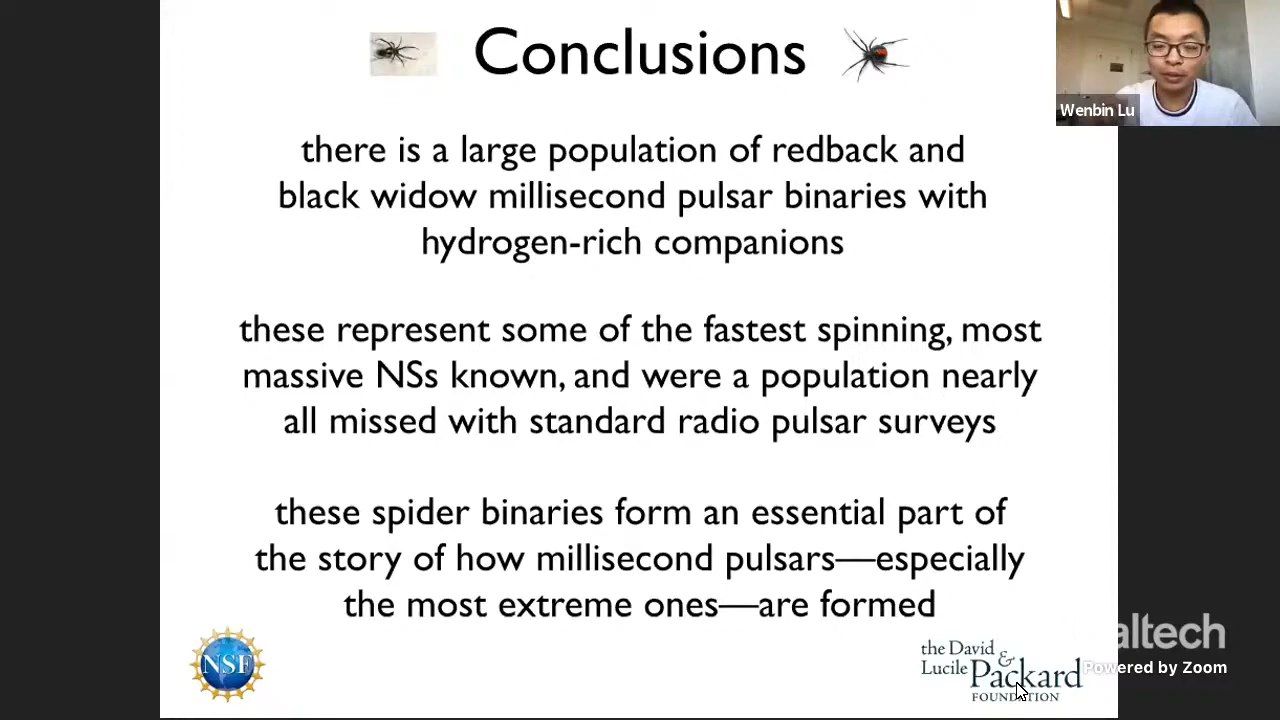 Conclusions
Wenbin Lu
there is a large population of redback and
black widow millisecond pulsar binaries with
hydrogen-rich companions
these represent some of the fastest spinning, most
massive NSs known, and were a population nearly
all missed with standard radio pulsar surveys
these spider binaries form an essential part of
the story of how millisecond pulsars—especially
the most extreme ones—are formed
NSF
the David
&
Lucile Packard
FOUNDATION
altech
Powered by Zoom